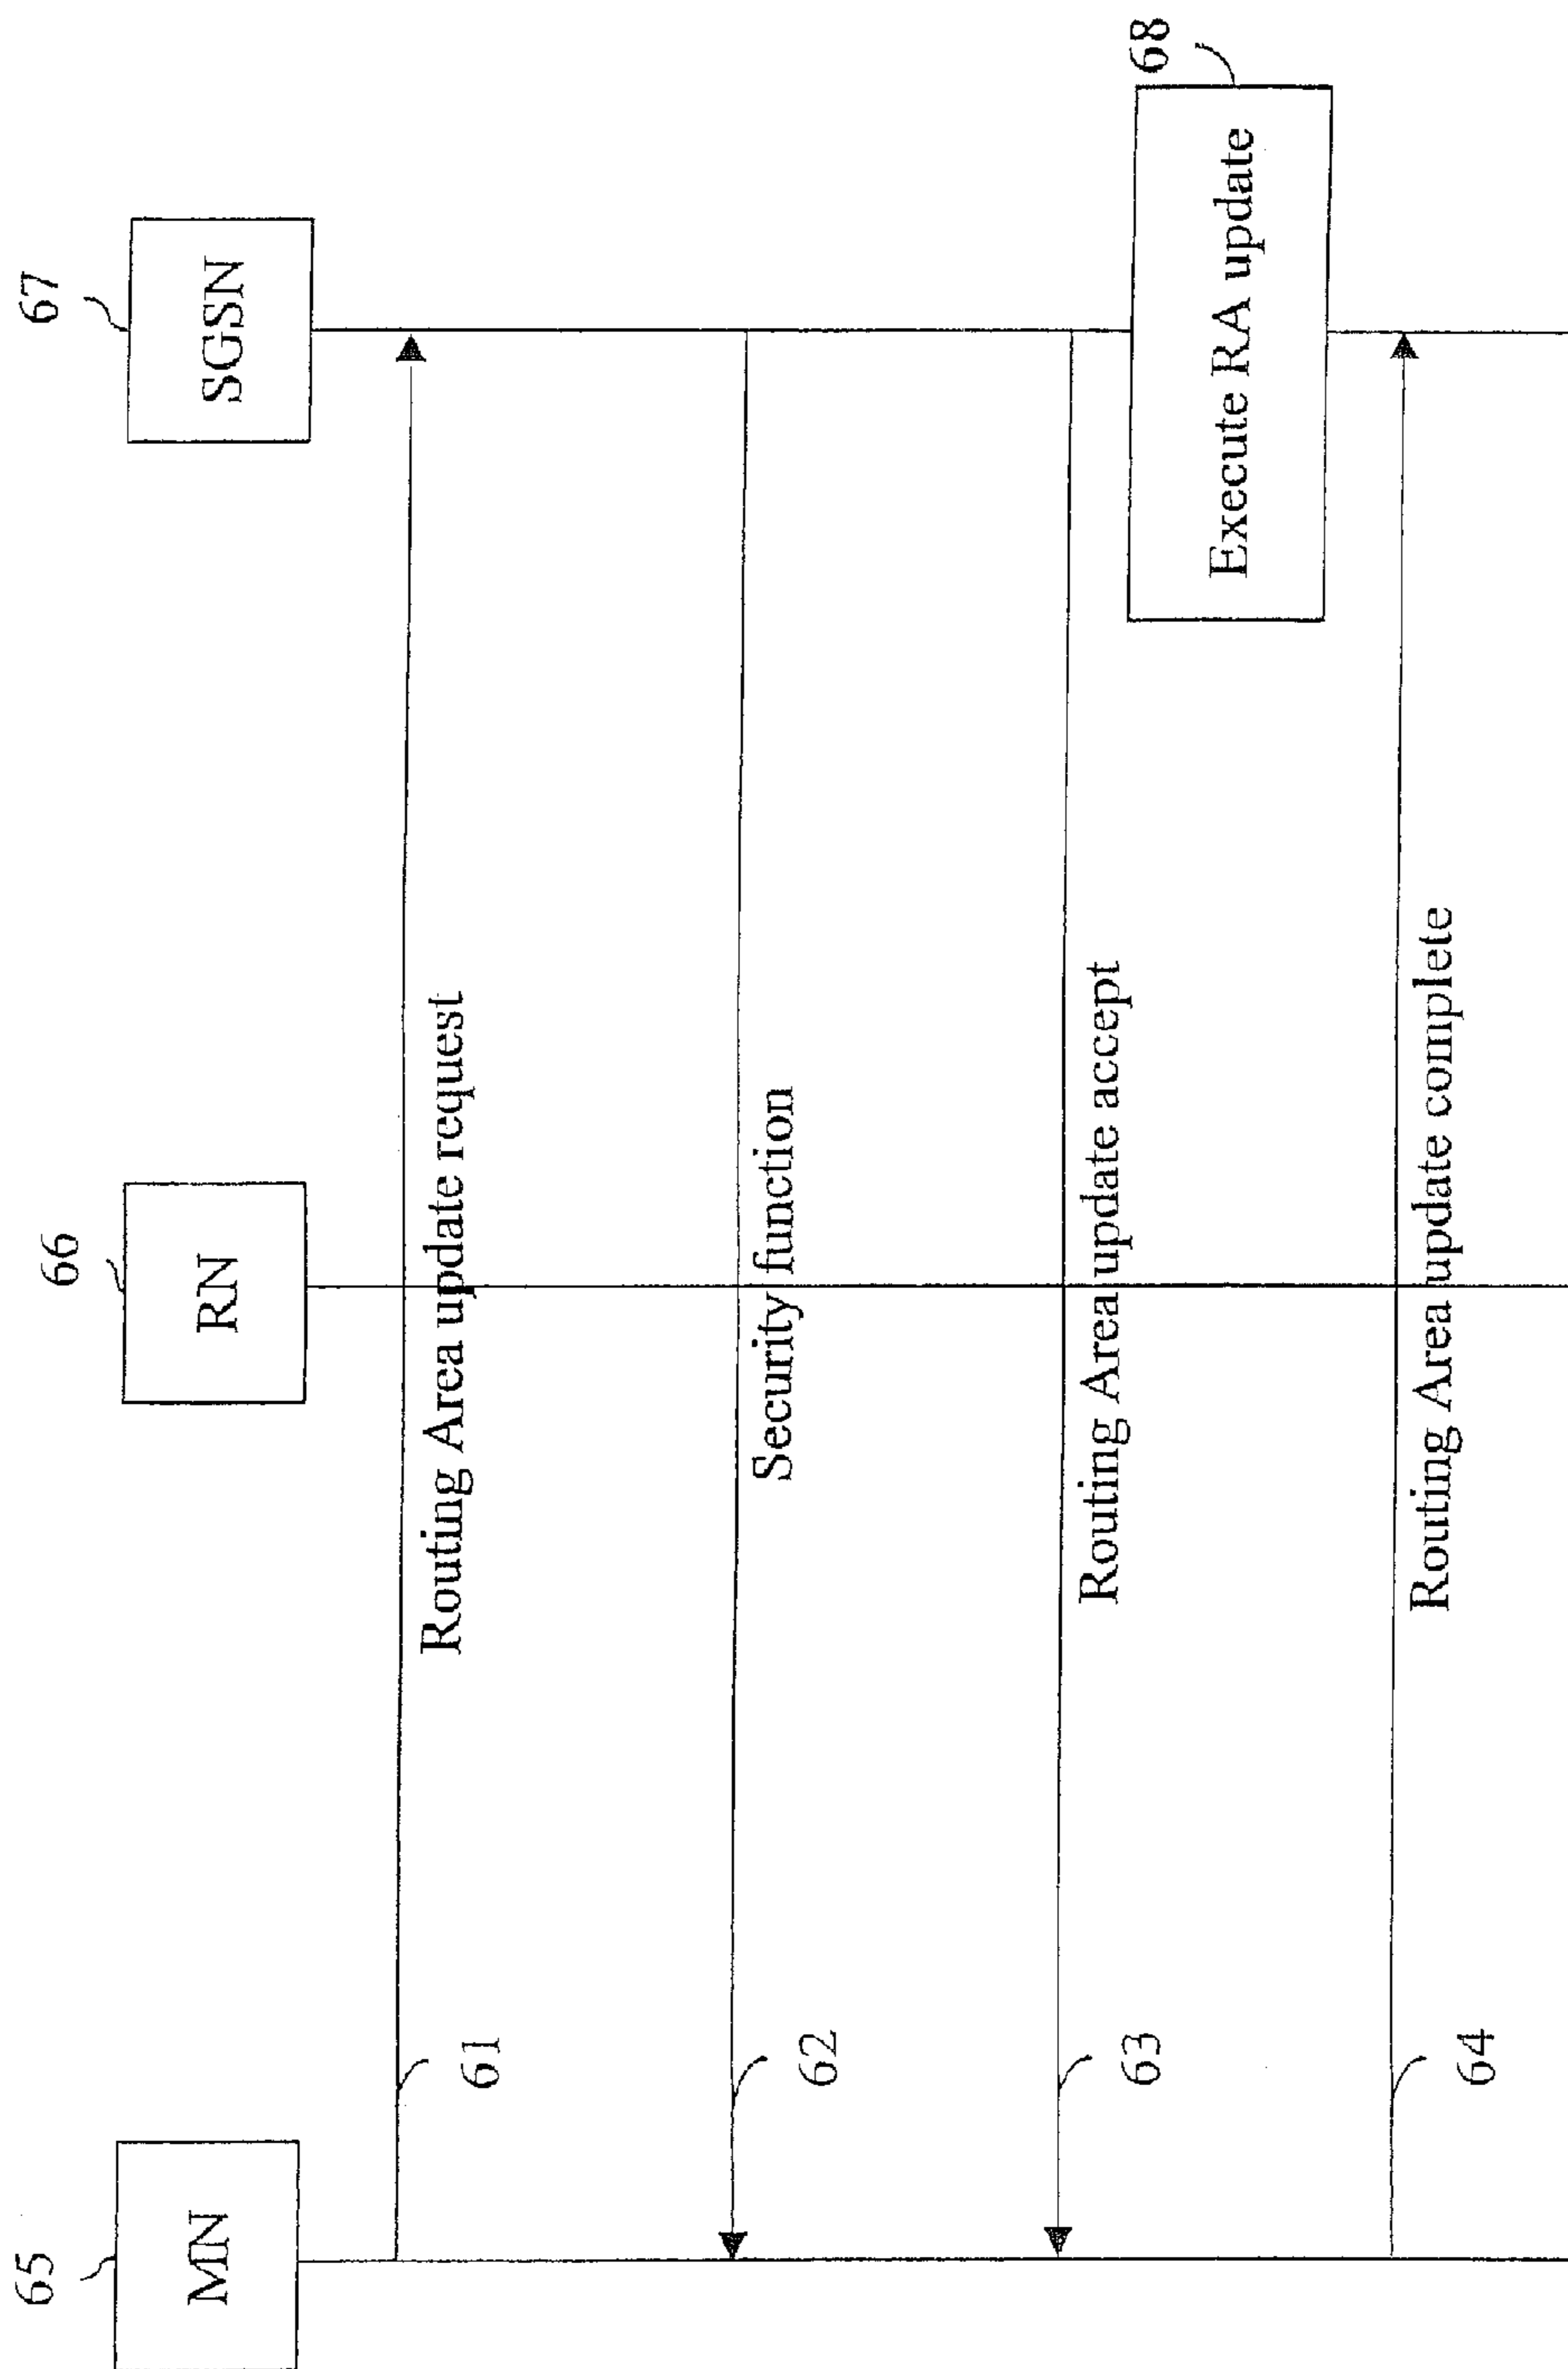 65
66
67
MN
RN
SGSN
Routing Area update request
61
Security function
62
Routing Area update accept
63
68
Execute RA update
Routing Area update complete
64